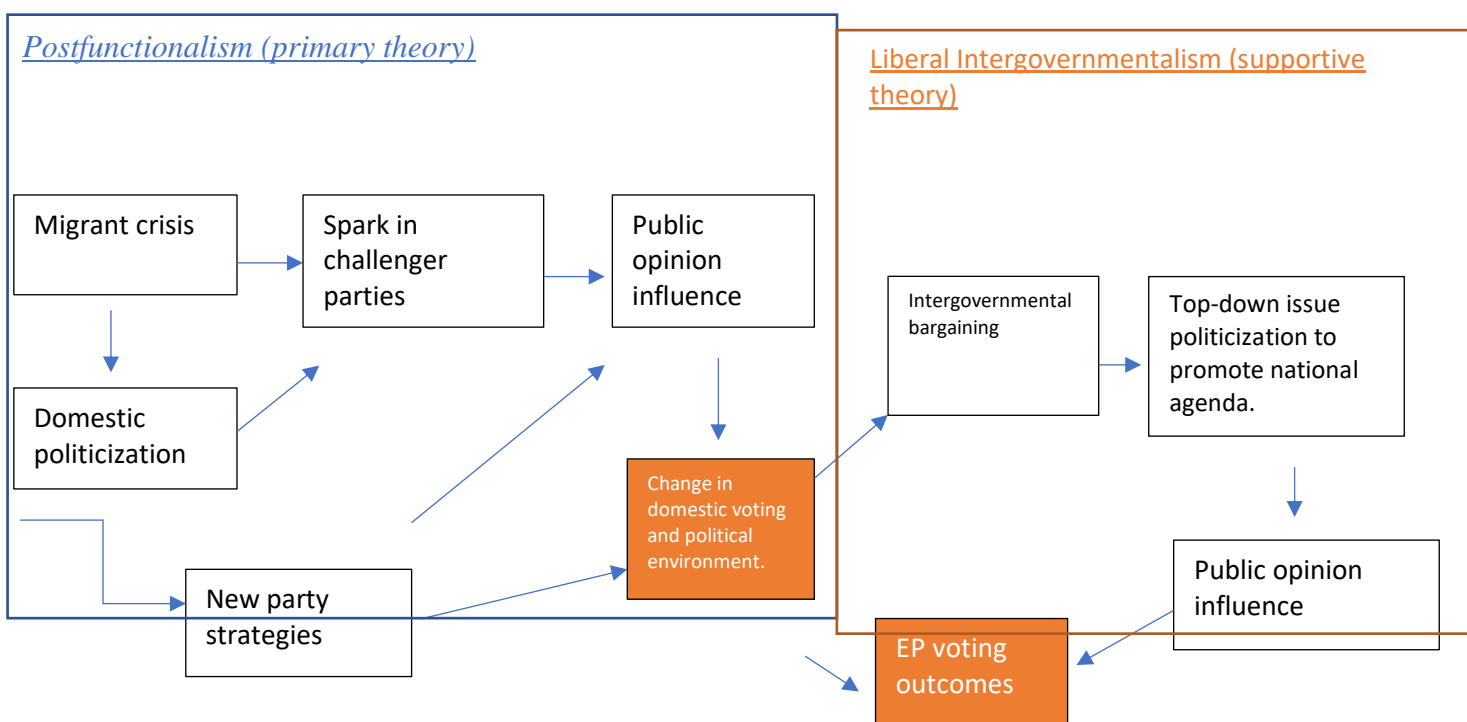 Postfunctionalism (primary theory)
Liberal Intergovernmentalism (supportive
theory)
Migrant crisis
Spark in
challenger
parties
Public
opinion
influence
Intergovernmental
bargaining
Top-down issue
politicization to
promote national
agenda.
Domestic
politicization
Change in
domestic voting
and political
environment.
New party
strategies
Public opinion
influence
EP voting
outcomes